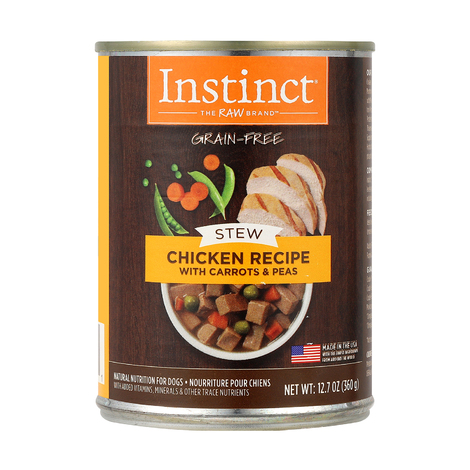 Instinct®
THE RAW BRAND™
GRAIN-FREE
STEW
CHICKEN RECIPE
WITH CARROTS & PEAS
MADE IN THE USA
NATURAL NUTRITION FOR DOGS • NOURRITURE POUR CHIENS
WITH ADDED VITAMINS, MINERALS & OTHER TRACE NUTRIENTS
NET WT: 12.7 OZ (360 g)